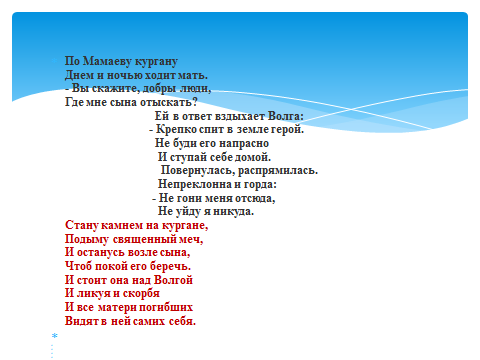 По Мамаеву кургану
Днем и ночью ходит мать.
- Вы скажите, добры люди,
Где мне сына отыскать?
Ей в ответ вздыхает Волга:
- Крепко спит в земле герой.
Не буди его напрасно
И ступай себе домой.
Повернулась, распрямилась.
Непреклонна и горда:
- Не гони меня отсюда,
Не уйду я никуда.
Стану камнем на кургане,
Подыму священный меч,
И останусь возле сына,
Чтоб покой его беречь.
И стоит она над Волгой
И ликуя и скорбя
И все матери погибших
Видят в ней самих себя.